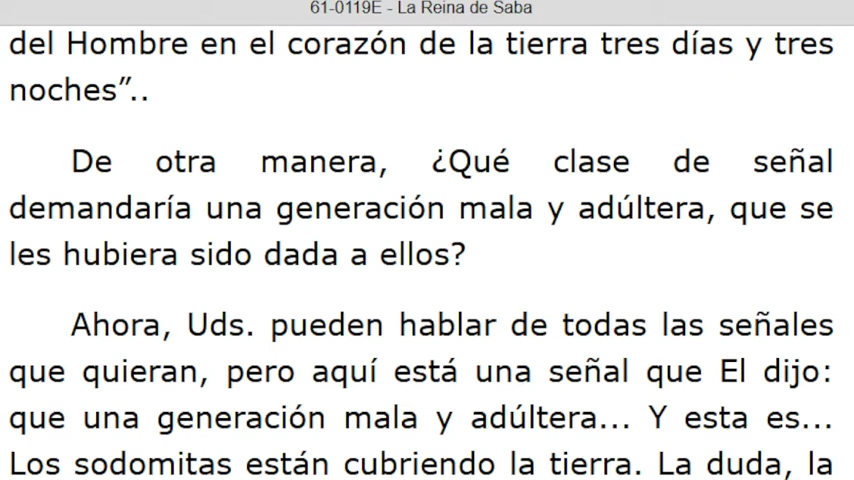 61-0119E - La Reina de Saba
del Hombre en el corazón de la tierra tres días y tres
noches”..
De otra manera, ¿Qué clase de señal
demandaría una generación mala y adúltera, que se
les hubiera sido dada a ellos?
Ahora, Uds. pueden hablar de todas las señales
que quieran, pero aquí está una señal que El dijo:
que una generación mala y adúltera... Y esta es...
Los sodomitas están cubriendo la tierra. La duda, la